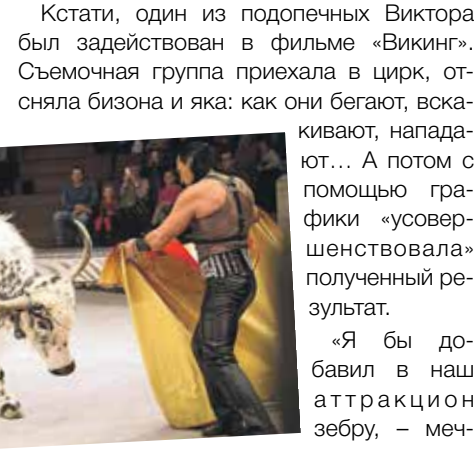 Кстати, один из подопечных Виктора
был задействован в фильме «Викинг».
Съемочная группа приехала в цирк, от-
сняла бизона и яка: как они бегают, вска-
кивают, напада-
ют… А потом с
помощью гра-
фики «усовер-
шенствовала»
полученный ре-
зультат.
«Я бы до-
бавил в наш
аттракцион
зебру, – меч-